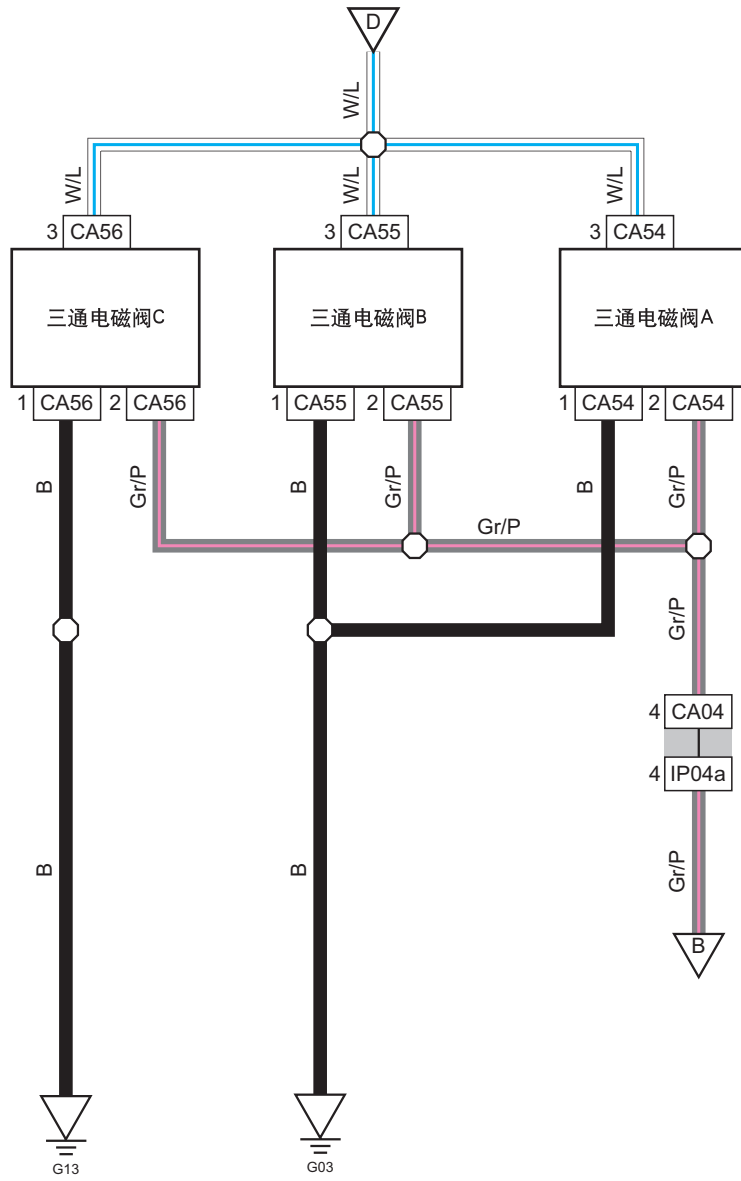 D
W/L
W/L W/L W/L
3 CA56 3 CA55 3 CA54
三通电磁阀C 三通电磁阀B 三通电磁阀A
1 CA56 2 CA56 1 CA55 2 CA55 1 CA54 2 CA54
B Gr/P B Gr/P B Gr/P
Gr/P
Gr/P
4 CA04
4 IP04a
B B Gr/P
B
G13 G03